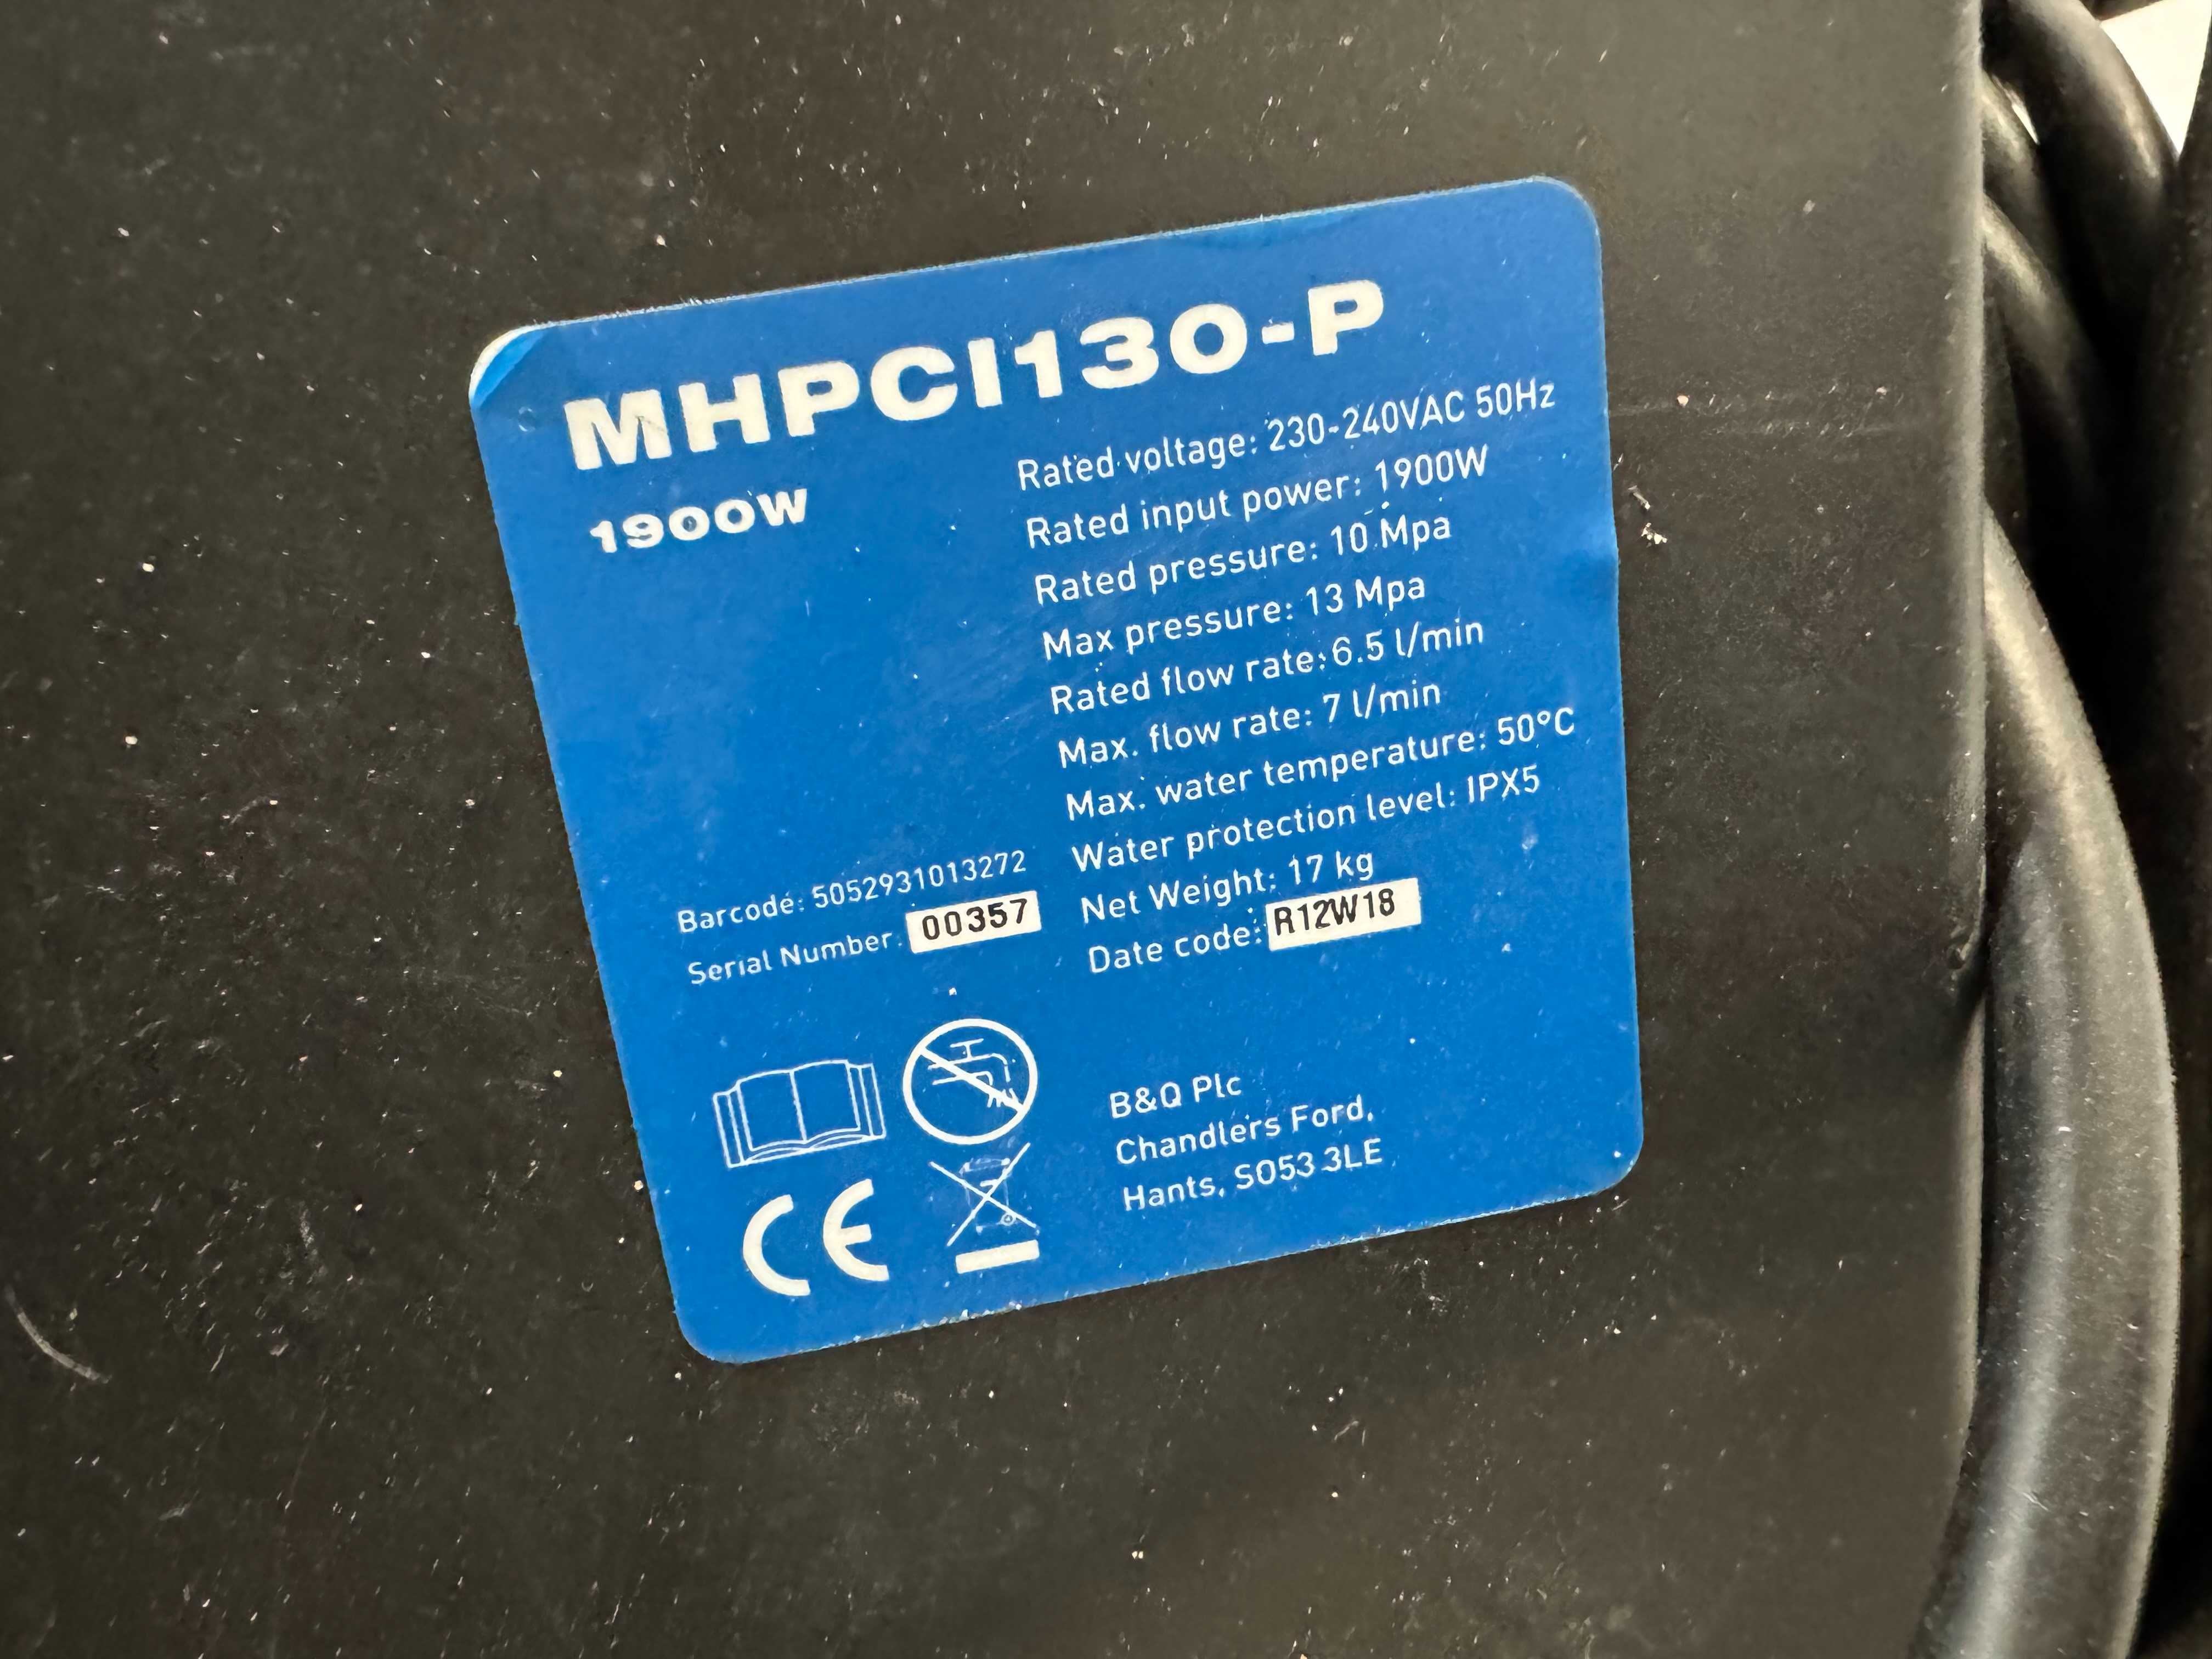 MHPCI130-P
1900W
Rated voltage: 230-240VAC 50Hz
Rated input power: 1900W
Rated pressure: 10 Mpa
Max pressure: 13 Mpa
Rated flow rate: 6.5 l/min
Max. flow rate: 7 l/min
Max. water temperature: 50°C
Water protection level: IPX5
Net Weight: 17 kg
Date code: R12W18
Barcode: 5052931013272
Serial Number: 00357
CE
B&Q Plc
Chandlers Ford,
Hants, SO53 3LE